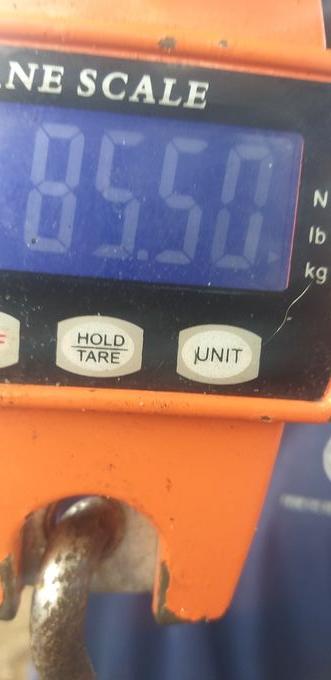 NE SCALE
85.50
N
lb
kg
F
HOLD
TARE
UNIT